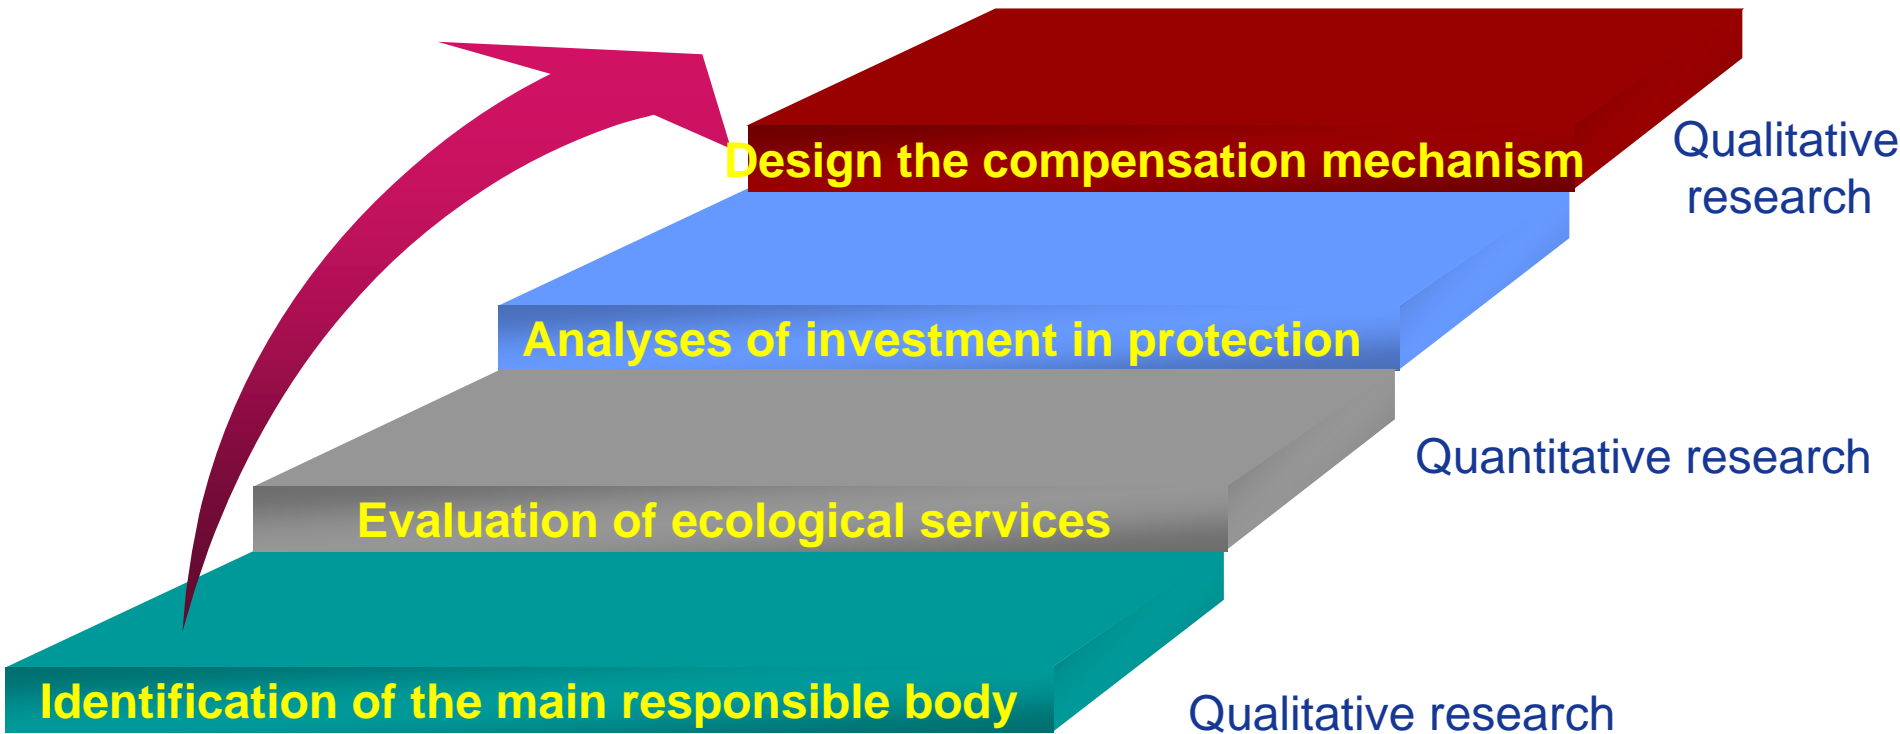 Design the compensation mechanism
Qualitative
research
Analyses of investment in protection
Quantitative research
Evaluation of ecological services
Identification of the main responsible body
Qualitative research